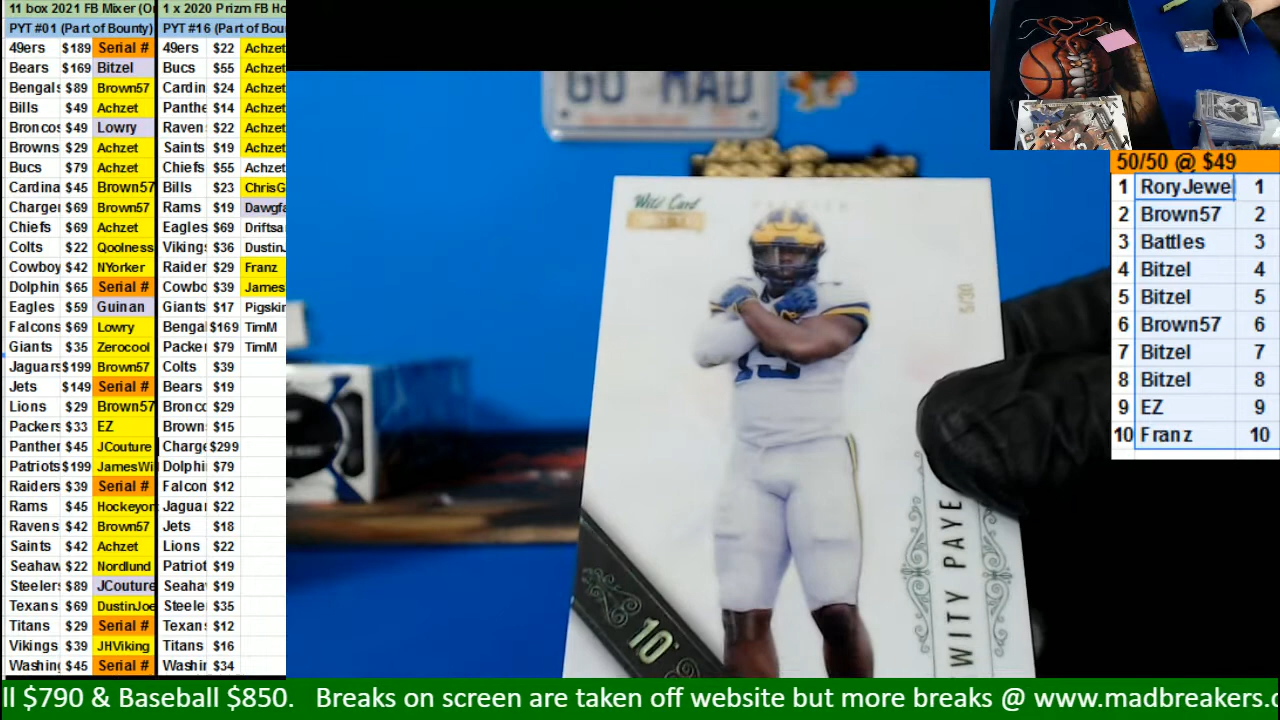 11 box 2021 FB Mixer (O
PYT #01 (Part of Bounty)
49ers $189 Serial #
Bears $169 Bitzel
Bengals $89 Brown57
Bills $49 Achzet
Broncos $49 Lowry
Browns $29 Achzet
Bucs $79 Achzet
Cardina $45 Brown57
Charger $69 Brown57
Chiefs $69 Achzet
Colts $22 Qoolness
Cowboy $42 NYorker
Dolphin $65 Serial #
Eagles $59 Guinan
Falcons $69 Lowry
Giants $35 Zerocool
Jaguars $199 Brown57
Jets $149 Serial #
Lions $29 Brown57
Packers $33 EZ
Panther $45 JCouture
Patriots $199 JamesWi
Raiders $39 Serial #
Rams $45 Hockeyon
Ravens $42 Brown57
Saints $42 Achzet
Seahaw $22 Nordlund
Steelers $89 JCouture
Texans $69 DustinJoe
Titans $29 Serial #
Vikings $39 JHViking
Washing $45 Serial #
1 x 2020 Prizm FB Ho
PYT #16 (Part of Bou
49ers $22 Achzet
Bucs $55 Achzet
Cardin $24 Achzet
Panthe $14 Achzet
Raven $22 Achzet
Saints $19 Achzet
Chiefs $55 Achzet
Bills $23 ChrisG
Rams $19 Dawgfa
Eagles $69 Driftsa
Viking $36 DustinJ
Raider $29 Franz
Cowbo $39 James
Giants $17 Pigskin
Benga $169 TimM
Packe $79 TimM
Colts $39
Bears $19
Bronco $29
Brown $15
Charge $299
Dolphi $79
Falcon $12
Jaguar $22
Jets $18
Lions $22
Patriot $19
Seaha $19
Steele $35
Texan $12
Titans $16
Washin $34
GO MAD
Wild Card
5/30
WITY PAYE
10
50/50 @ $49
1 RoryJewel 1
2 Brown57 2
3 Battles 3
4 Bitzel 4
5 Bitzel 5
6 Brown57 6
7 Bitzel 7
8 Bitzel 8
9 EZ 9
10 Franz 10
ll $790 & Baseball $850. Breaks on screen are taken off website but more breaks @ www.madbreakers.c